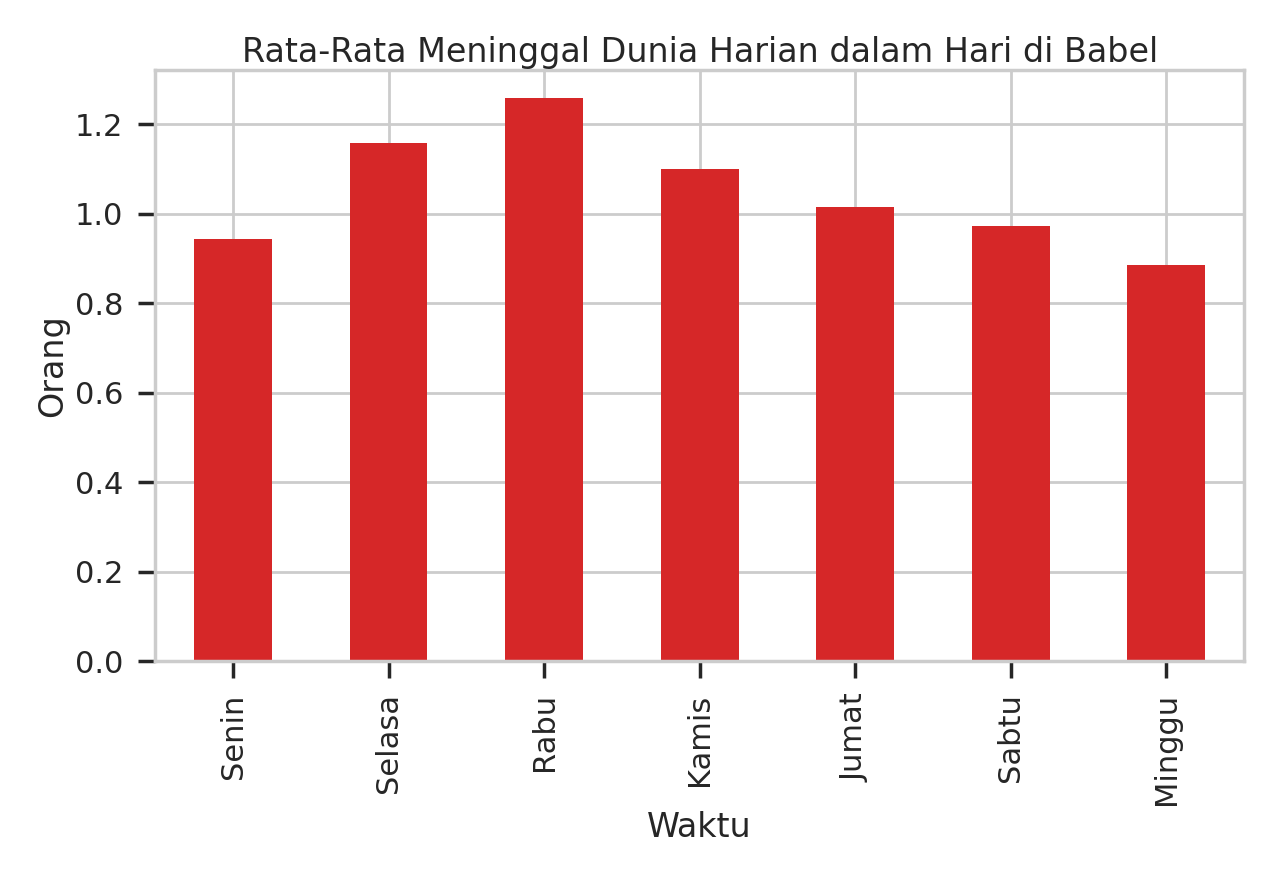 Rata-Rata Meninggal Dunia Harian dalam Hari di Babel
1.2
1.0
0.8
0.6
0.4
0.2
0.0
Orang
Senin
Selasa
Rabu
Kamis
Jumat
Sabtu
Minggu
Waktu